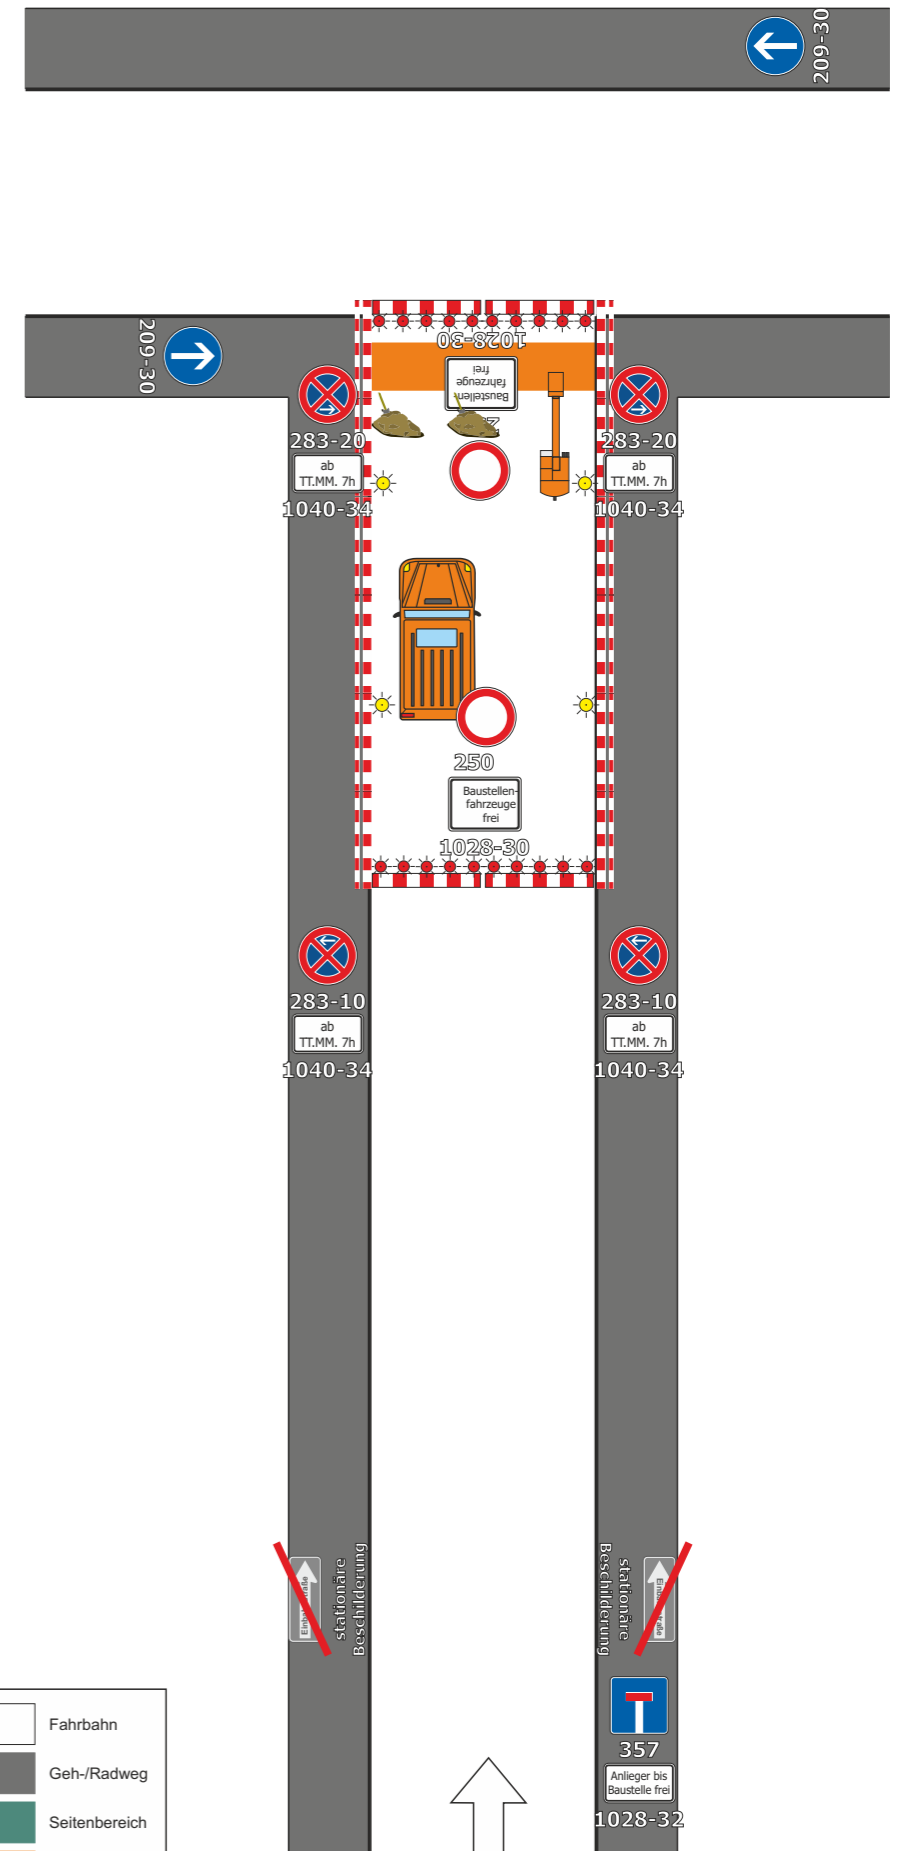 209-30
209-30
1028-30
Baustellen-
fahrzeuge
frei
283-20
ab
TT.MM. 7h
1040-34
283-20
ab
TT.MM. 7h
1040-34
250
Baustellen-
fahrzeuge
frei
1028-30
283-10
ab
TT.MM. 7h
1040-34
283-10
ab
TT.MM. 7h
1040-34
stationäre
Beschilderung
stationäre
Beschilderung
357
Anlieger bis
Baustelle frei
1028-32
Fahrbahn
Geh-/Radweg
Seitenbereich